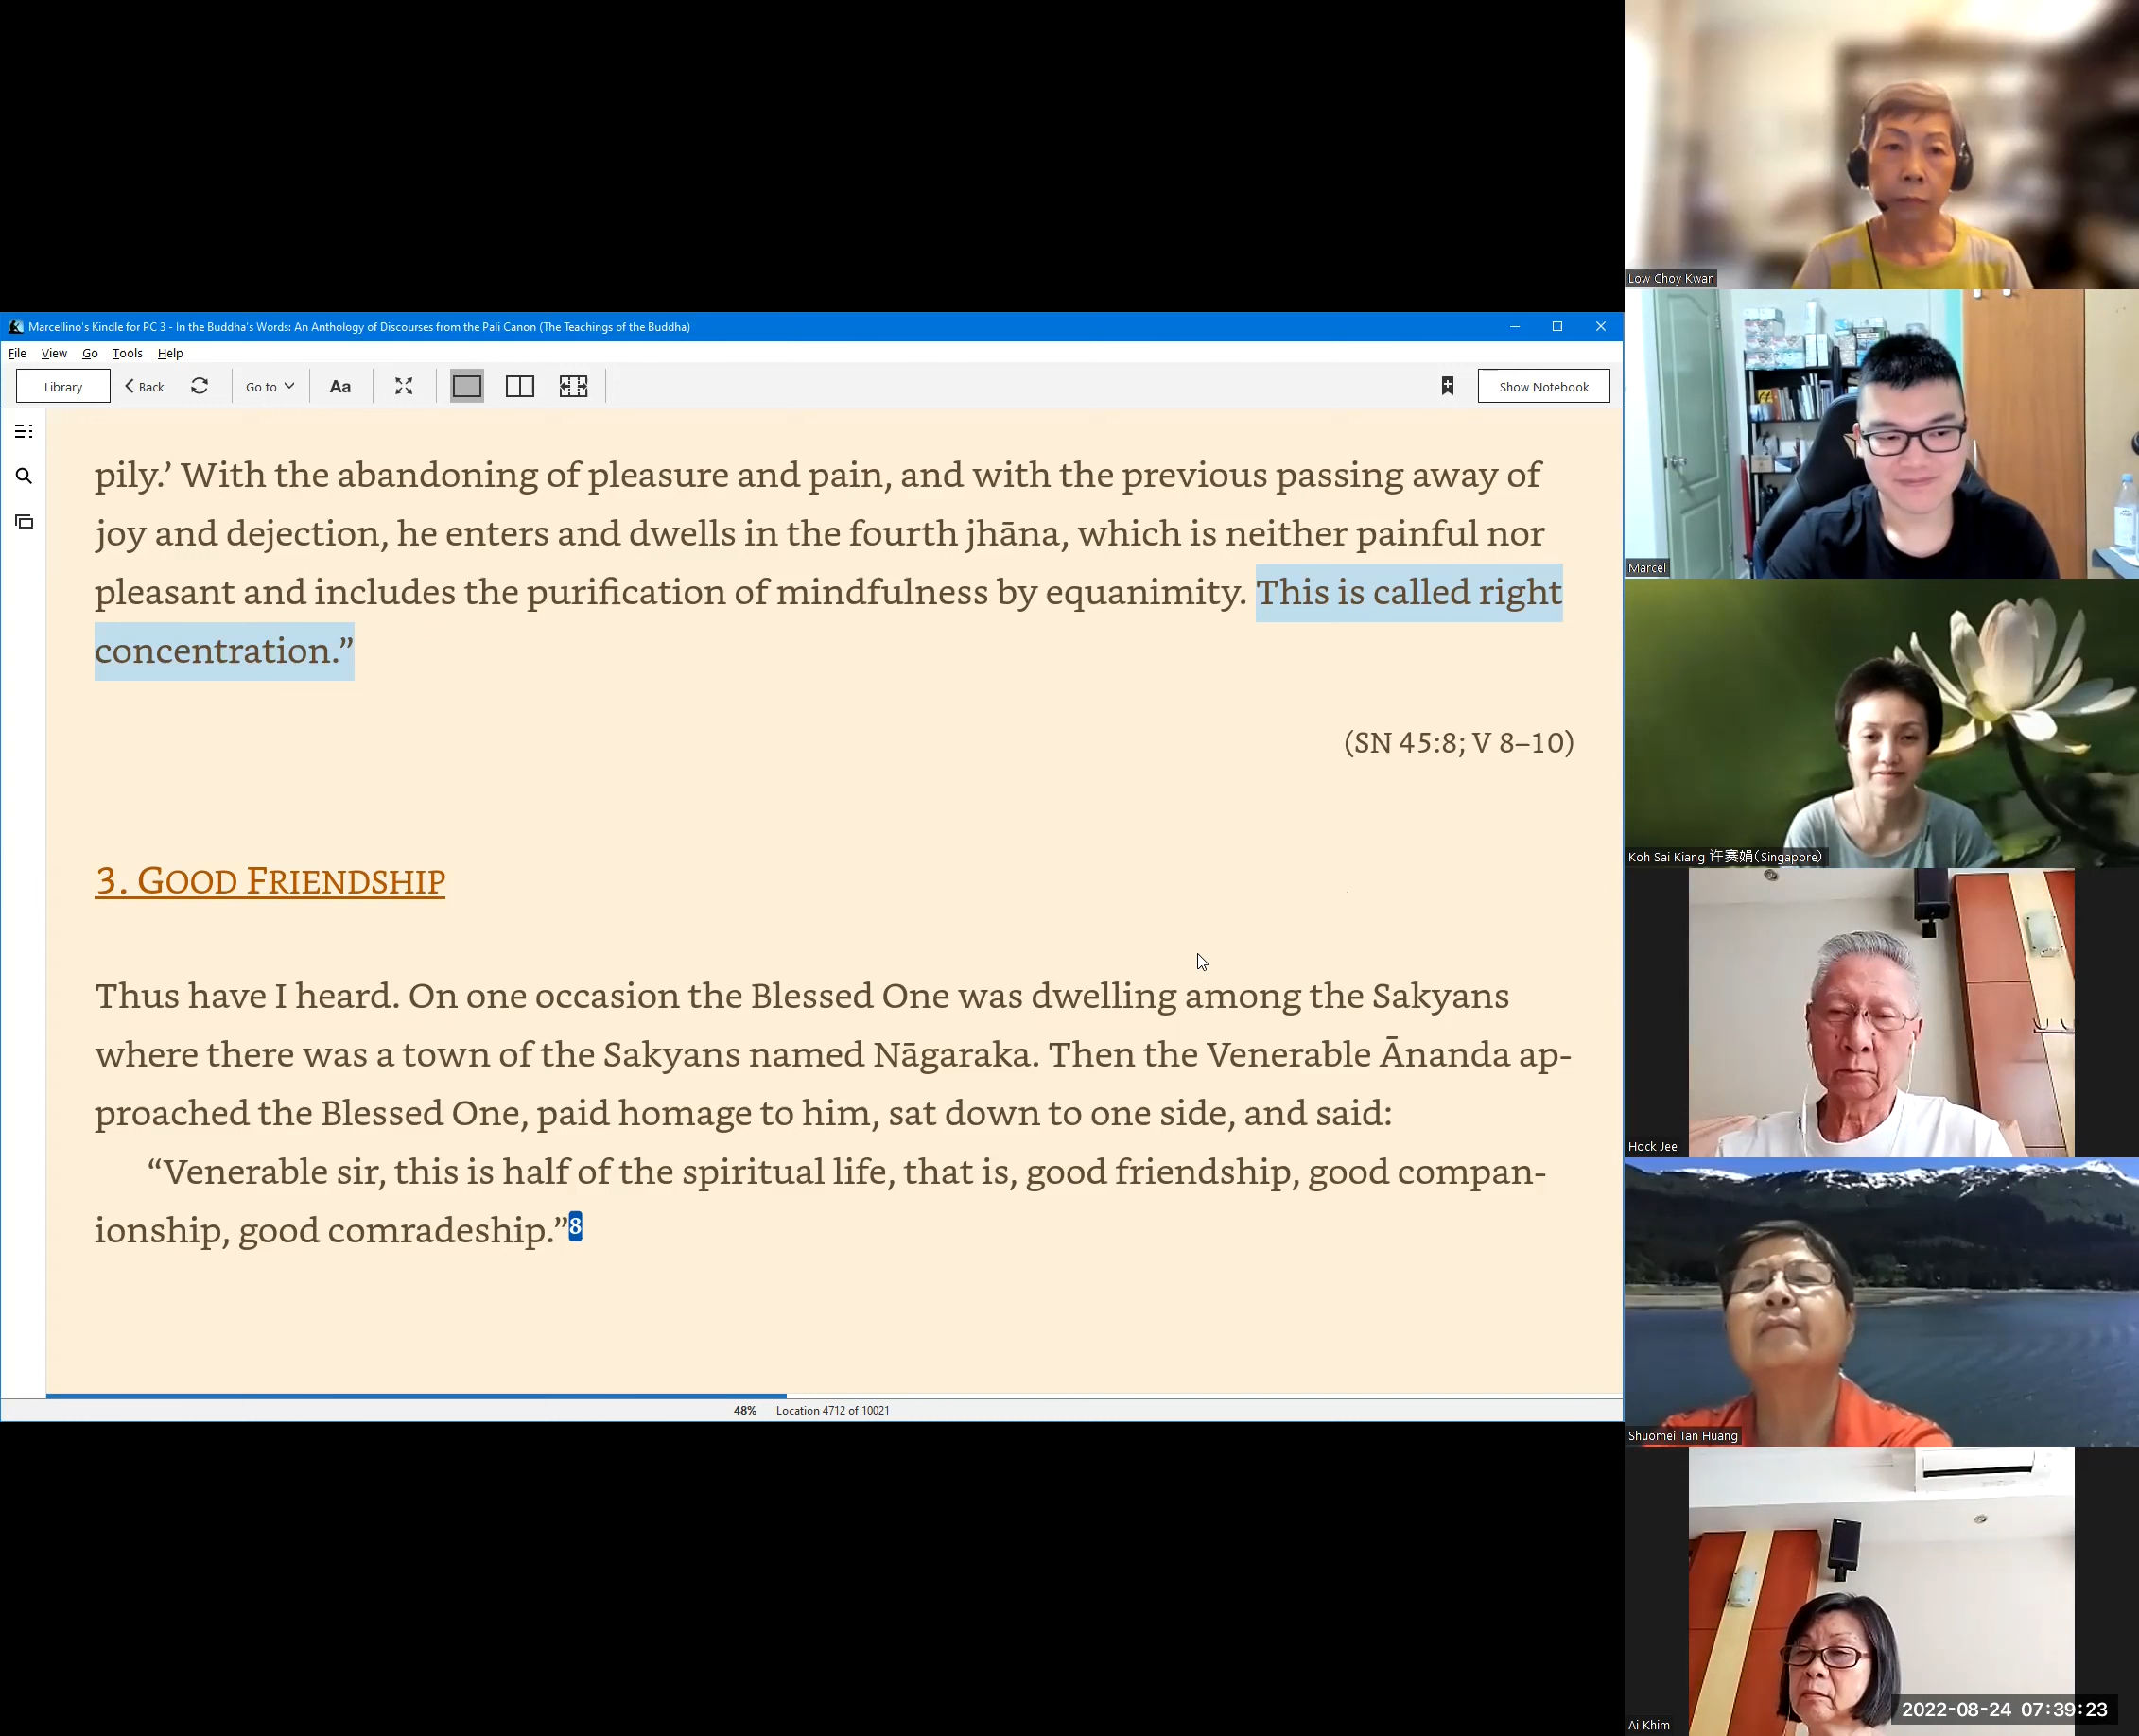 Marcellino's Kindle for PC 3 - In the Buddha's Words: An Anthology of Discourses from the Pali Canon (The Teachings of the Buddha)
File View Go Tools Help
Library Back Go to Aa Show Notebook
pily.’ With the abandoning of pleasure and pain, and with the previous passing away of
joy and dejection, he enters and dwells in the fourth jhāna, which is neither painful nor
pleasant and includes the purification of mindfulness by equanimity. This is called right
concentration.”
(SN 45:8; V 8–10)
3. GOOD FRIENDSHIP
Thus have I heard. On one occasion the Blessed One was dwelling among the Sakyans
where there was a town of the Sakyans named Nāgaraka. Then the Venerable Ānanda ap-
proached the Blessed One, paid homage to him, sat down to one side, and said:
“Venerable sir, this is half of the spiritual life, that is, good friendship, good compan-
ionship, good comradeship.”8
48% Location 4712 of 10021
Low Choy Kwan
Marcel
Koh Sai Kiang 许赛娟(Singapore)
Hock Jee
Shuomei Tan Huang
Ai Khim
2022-08-24 07:39:23